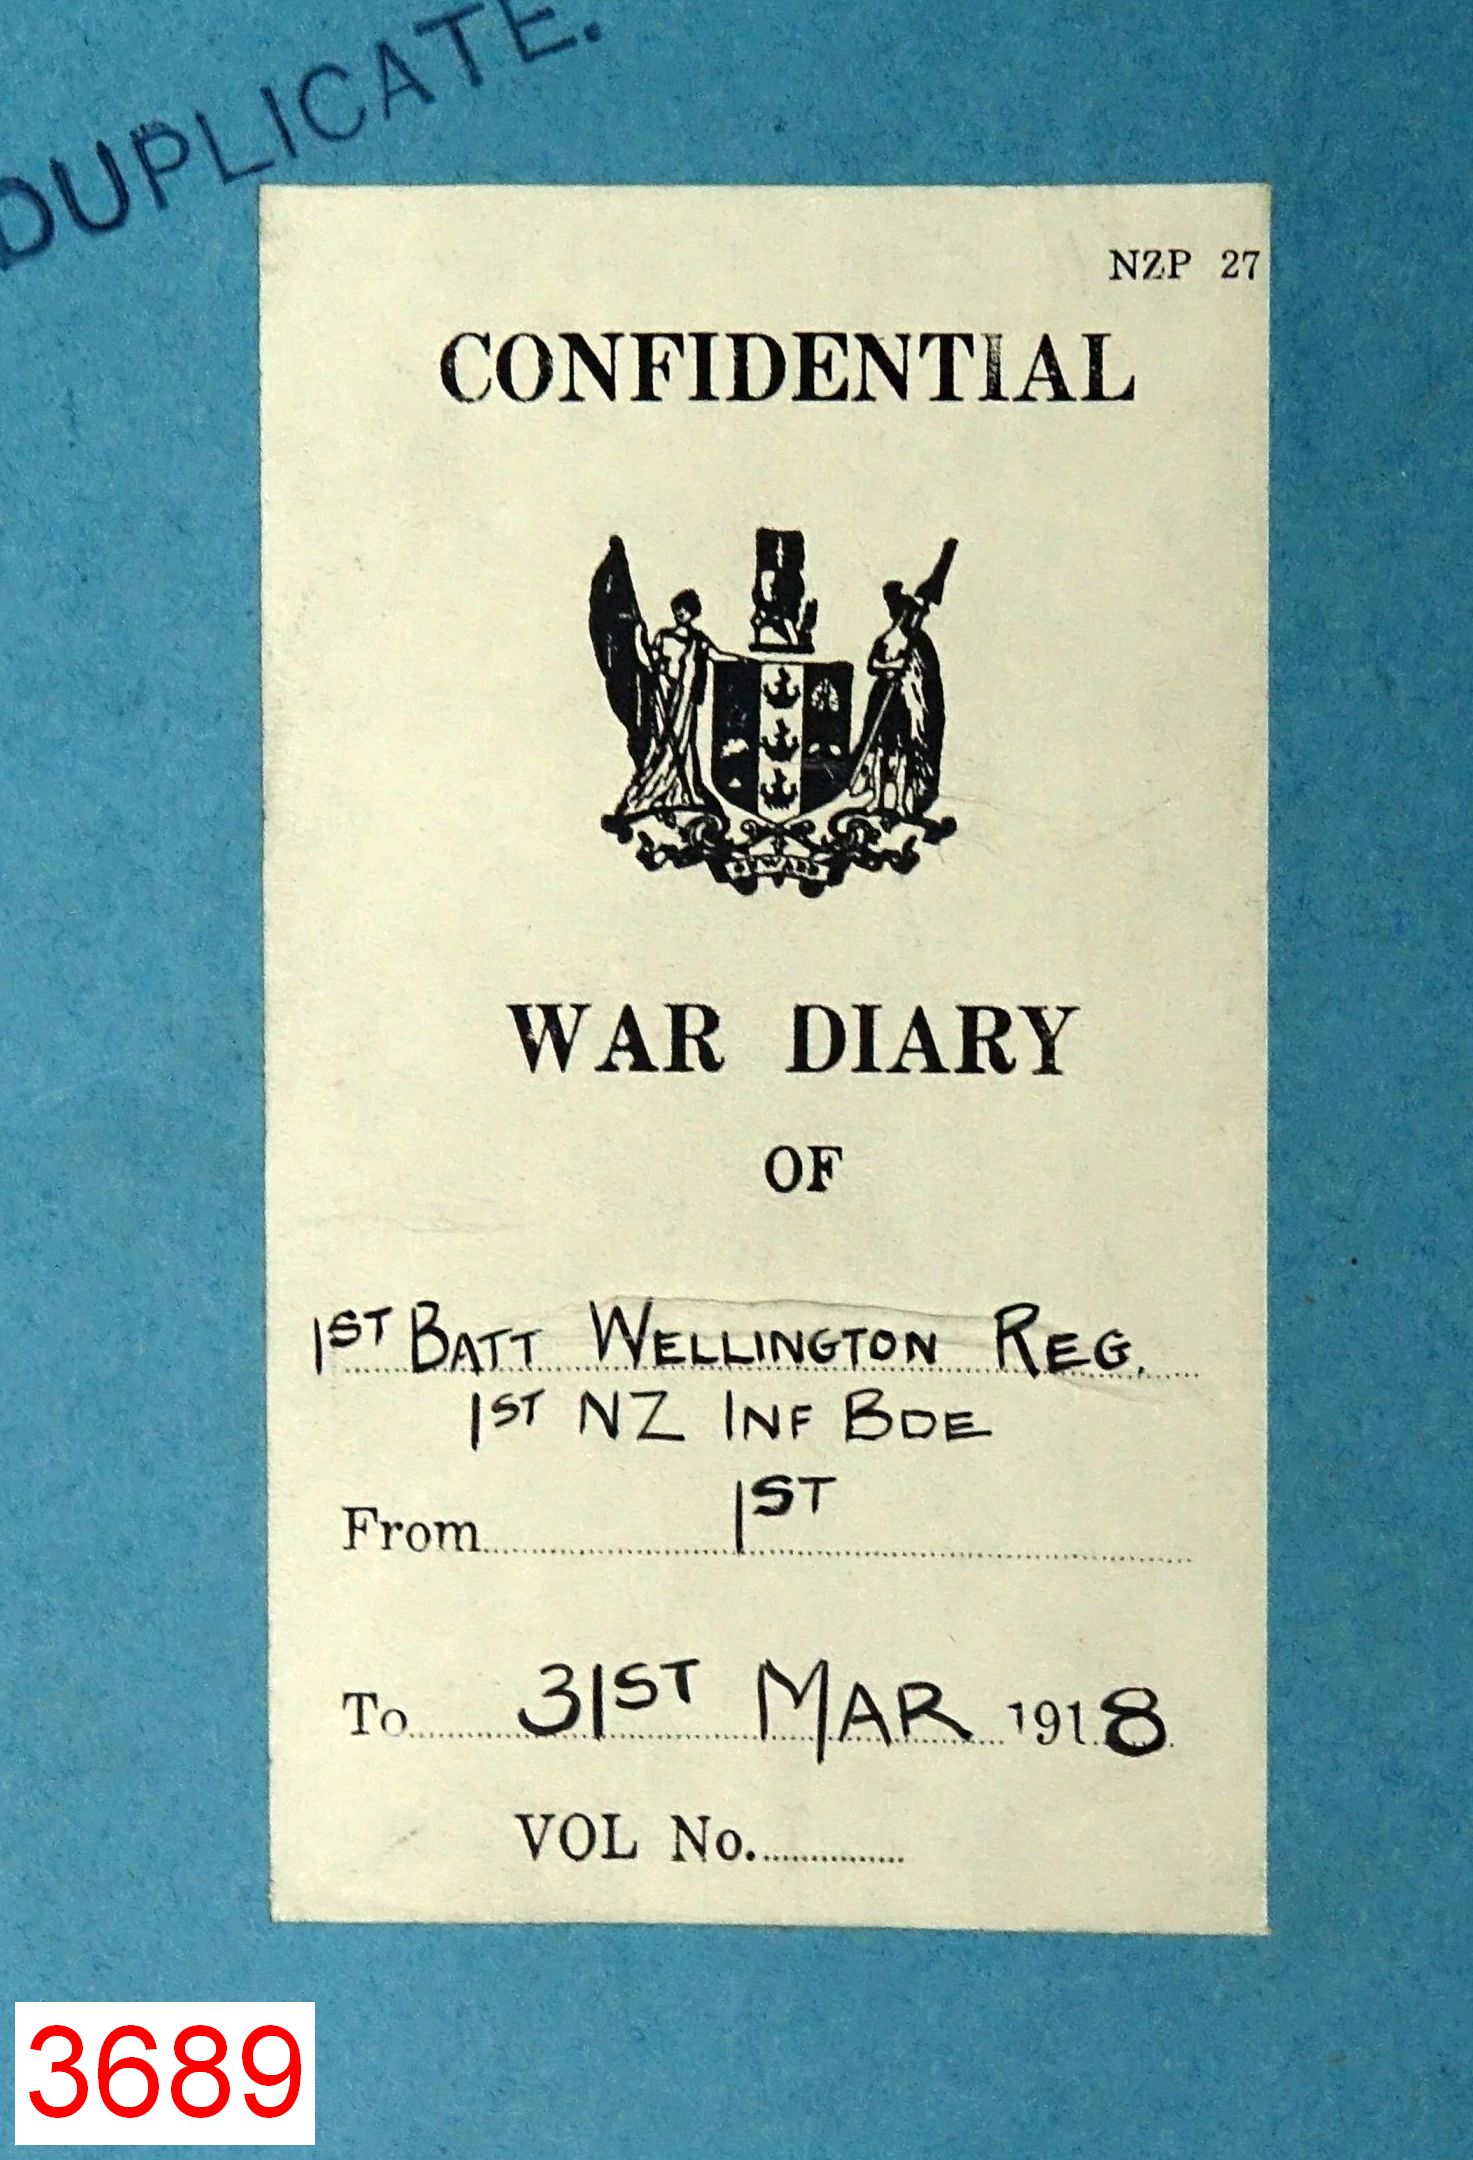 DUPLICATE.
NZP 27
CONFIDENTIAL
WAR DIARY
OF
1ST BATT WELLINGTON REG.
1ST NZ INF BDE
From 1ST
To 31ST MAR 1918
VOL No.
3689